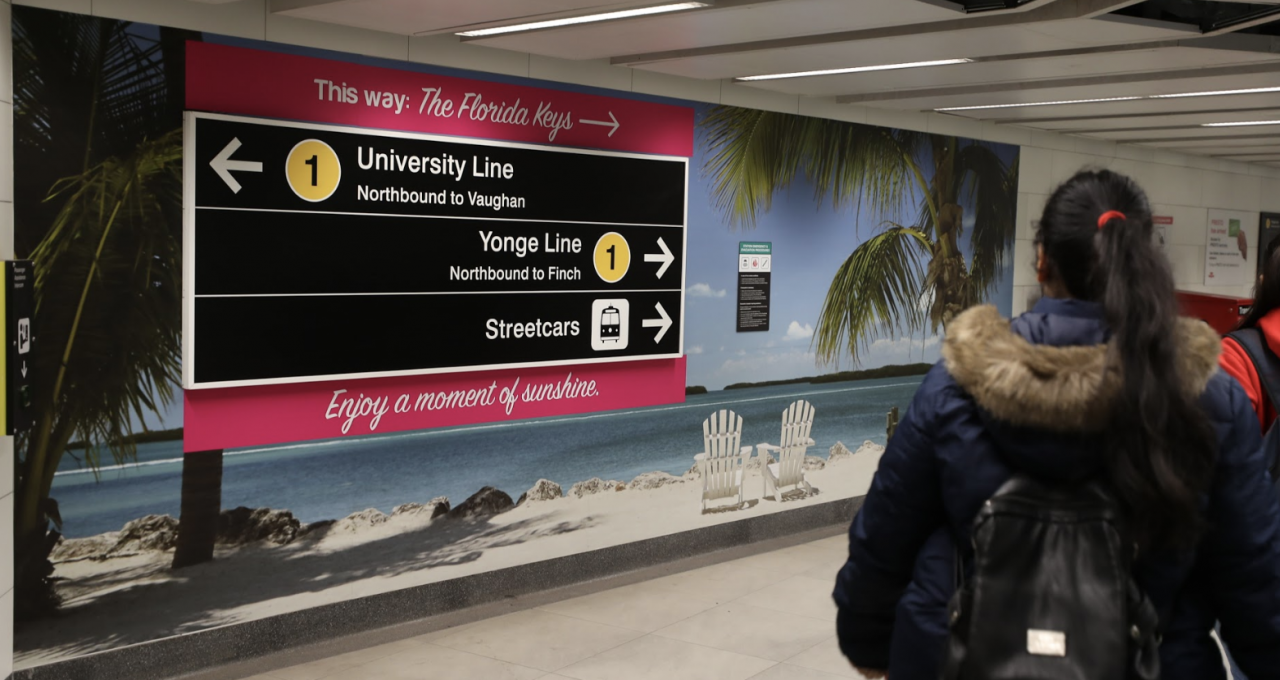 This way: The Florida Keys →
← 1 University Line
Northbound to Vaughan
Yonge Line 1 →
Northbound to Finch
Streetcars →
Enjoy a moment of sunshine.